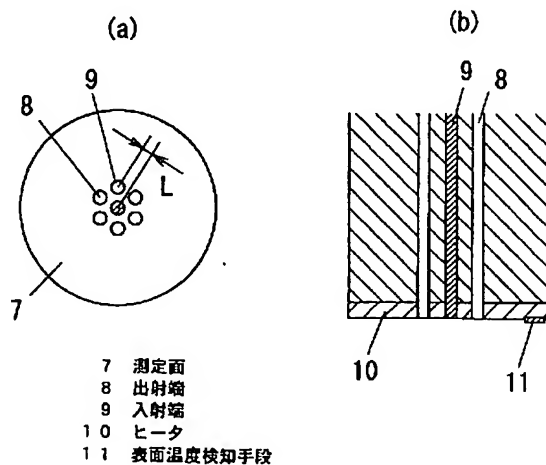 (a)
(b)
9
8
L
7
9
8
10
11
7 測定面
8 出射端
9 入射端
10 ヒータ
11 表面温度検知手段